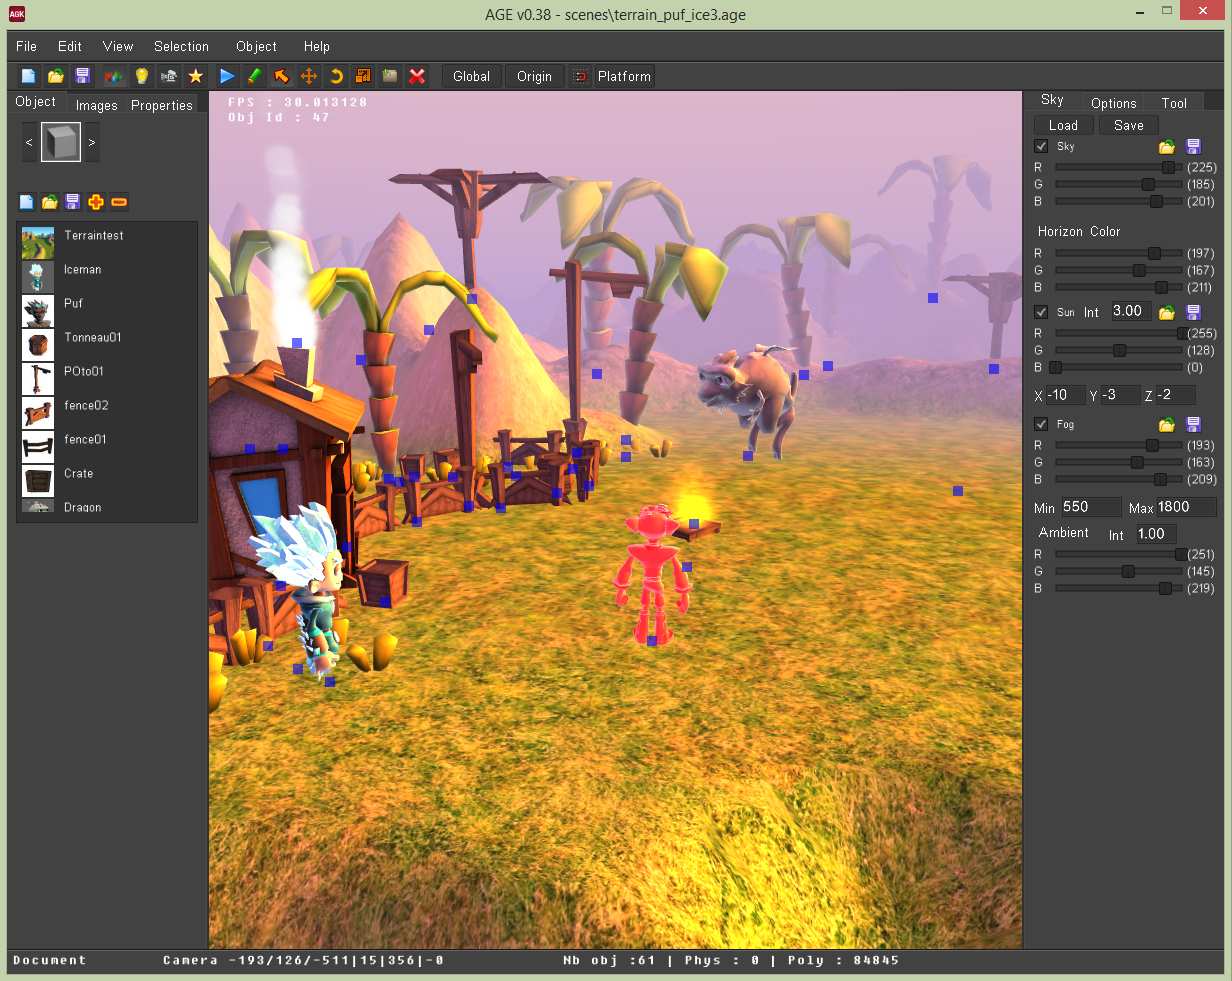 AGK AGE v0.38 - scenes\terrain_puf_ice3.age
File Edit View Selection Object Help
Global Origin Platform
Object Images Properties
< >
Terraintest
Iceman
Puf
Tonneau01
POto01
fence02
fence01
Crate
Dragon
FPS : 30.013128
Obj Id : 47
Sky Options Tool
Load Save
Sky
R (225)
G (185)
B (201)
Horizon Color
R (197)
G (167)
B (211)
Sun Int 3.00
R (255)
G (128)
B (0)
X -10 Y -3 Z -2
Fog
R (193)
G (163)
B (209)
Min 550 Max 1800
Ambient Int 1.00
R (251)
G (145)
B (219)
Document Camera -193/126/-511|15|356|-0 Nb obj :61 | Phys : 0 | Poly : 84845